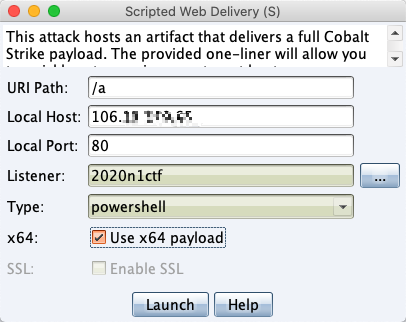 Scripted Web Delivery (S)
This attack hosts an artifact that delivers a full Cobalt
Strike payload. The provided one-liner will allow you
URI Path:
/a
Local Host:
106.
Local Port:
80
Listener:
2020n1ctf
...
Type:
powershell
x64:
Use x64 payload
SSL:
Enable SSL
Launch
Help